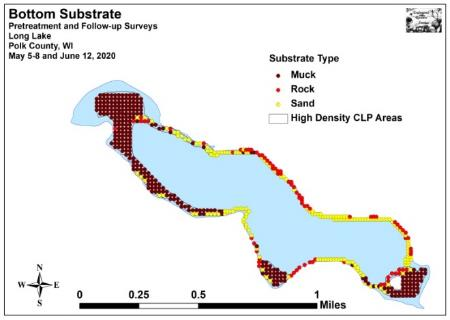 Bottom Substrate
Pretreatment and Follow-up Surveys
Long Lake
Polk County, WI
May 5-8 and June 12, 2020
Substrate Type
Muck
Rock
Sand
High Density CLP Areas
N
W
E
S
0 0.25 0.5 1
Miles